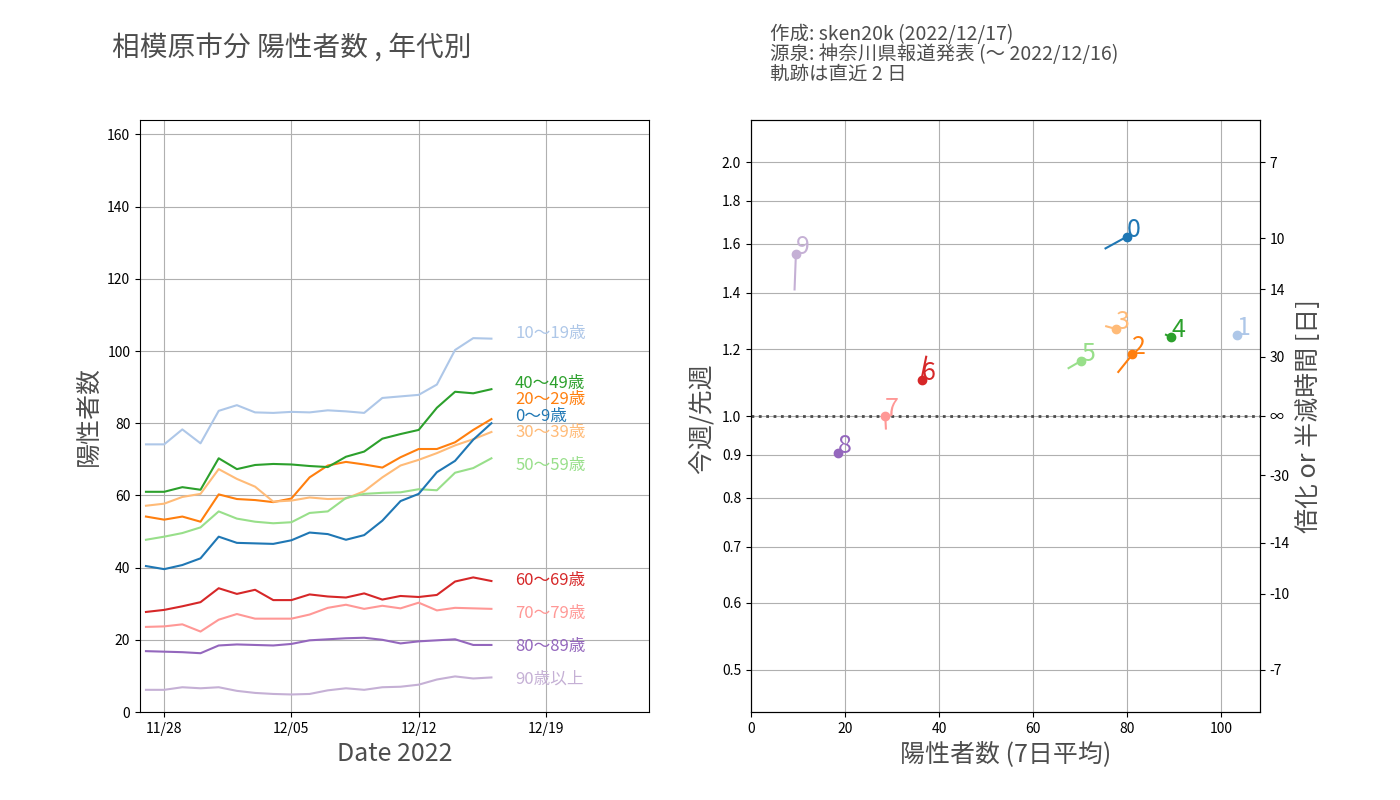 相模原市分 陽性者数 , 年代別
作成: sken20k (2022/12/17)
源泉: 神奈川県報道発表 (～ 2022/12/16)
軌跡は直近 2 日
陽性者数
160
140
120
100
80
60
40
20
0
10～19歳
40～49歳
20～29歳
0～9歳
30～39歳
50～59歳
60～69歳
70～79歳
80～89歳
90歳以上
11/28
12/05
12/12
12/19
Date 2022
今週/先週
2.0
1.8
1.6
1.4
1.2
1.0
0.9
0.8
0.7
0.6
0.5
9
0
3
2
4
1
5
6
7
8
7
10
14
30
∞
-30
-14
-10
-7
倍化 or 半減時間 [日]
0
20
40
60
80
100
陽性者数 (7日平均)